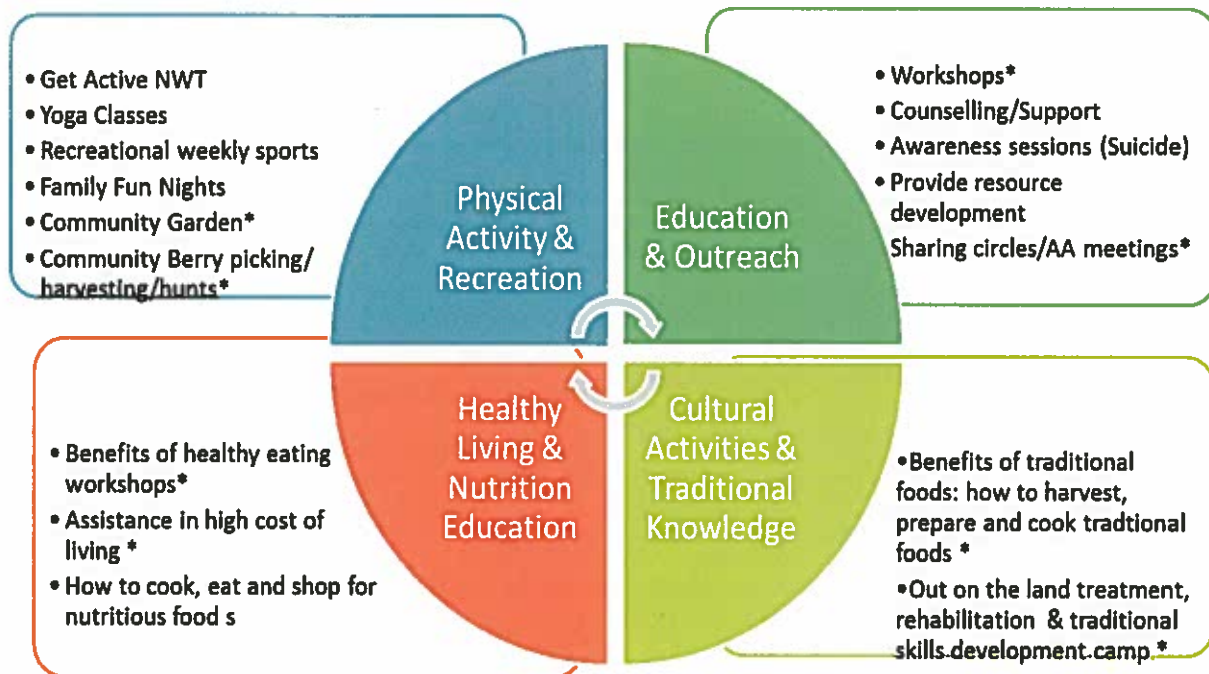 • Get Active NWT
• Yoga Classes
• Recreational weekly sports
• Family Fun Nights
• Community Garden*
• Community Berry picking/
harvesting/hunts*
Physical
Activity &
Recreation
Education
& Outreach
• Workshops*
• Counselling/Support
• Awareness sessions (Suicide)
• Provide resource
development
Sharing circles/AA meetings*
• Benefits of healthy eating
workshops*
• Assistance in high cost of
living *
• How to cook, eat and shop for
nutritious food s
Healthy
Living &
Nutrition
Education
Cultural
Activities &
Traditional
Knowledge
•Benefits of traditional
foods: how to harvest,
prepare and cook tradtional
foods *
•Out on the land treatment,
rehabilitation & traditional
skills development camp *